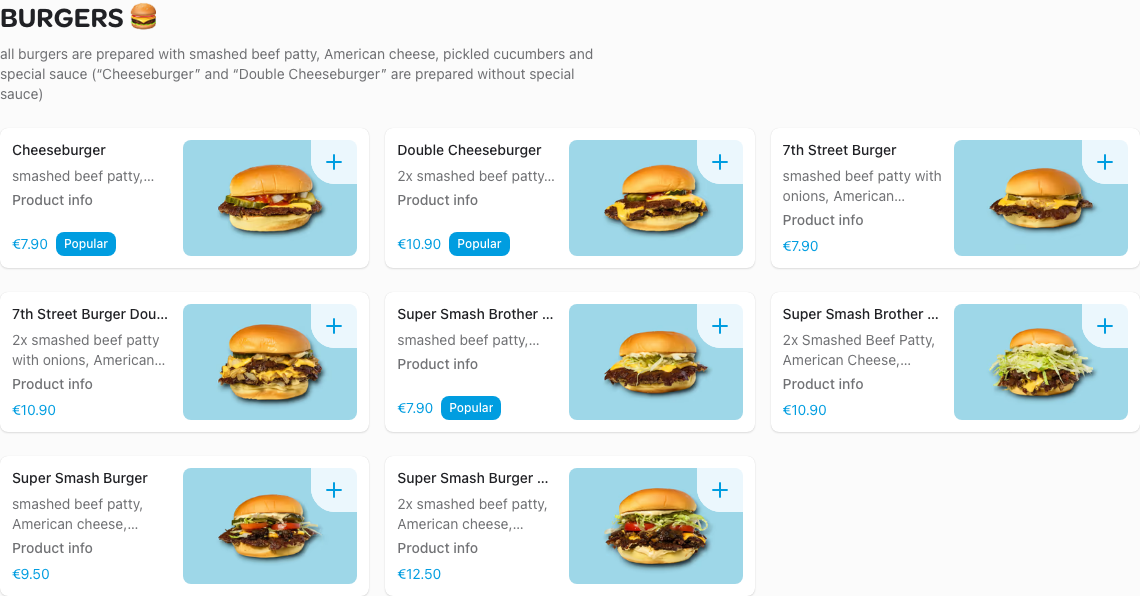 BURGERS 🍔
all burgers are prepared with smashed beef patty, American cheese, pickled cucumbers and
special sauce (“Cheeseburger” and “Double Cheeseburger” are prepared without special
sauce)
Cheeseburger
smashed beef patty,...
Product info
€7.90 Popular
Double Cheeseburger
2x smashed beef patty...
Product info
€10.90 Popular
7th Street Burger
smashed beef patty with
onions, American...
Product info
€7.90
7th Street Burger Dou...
2x smashed beef patty
with onions, American...
Product info
€10.90
Super Smash Brother ...
smashed beef patty,...
Product info
€7.90 Popular
Super Smash Brother ...
2x Smashed Beef Patty,
American Cheese,...
Product info
€10.90
Super Smash Burger
smashed beef patty,
American cheese,...
Product info
€9.50
Super Smash Burger ...
2x smashed beef patty,
American cheese,...
Product info
€12.50